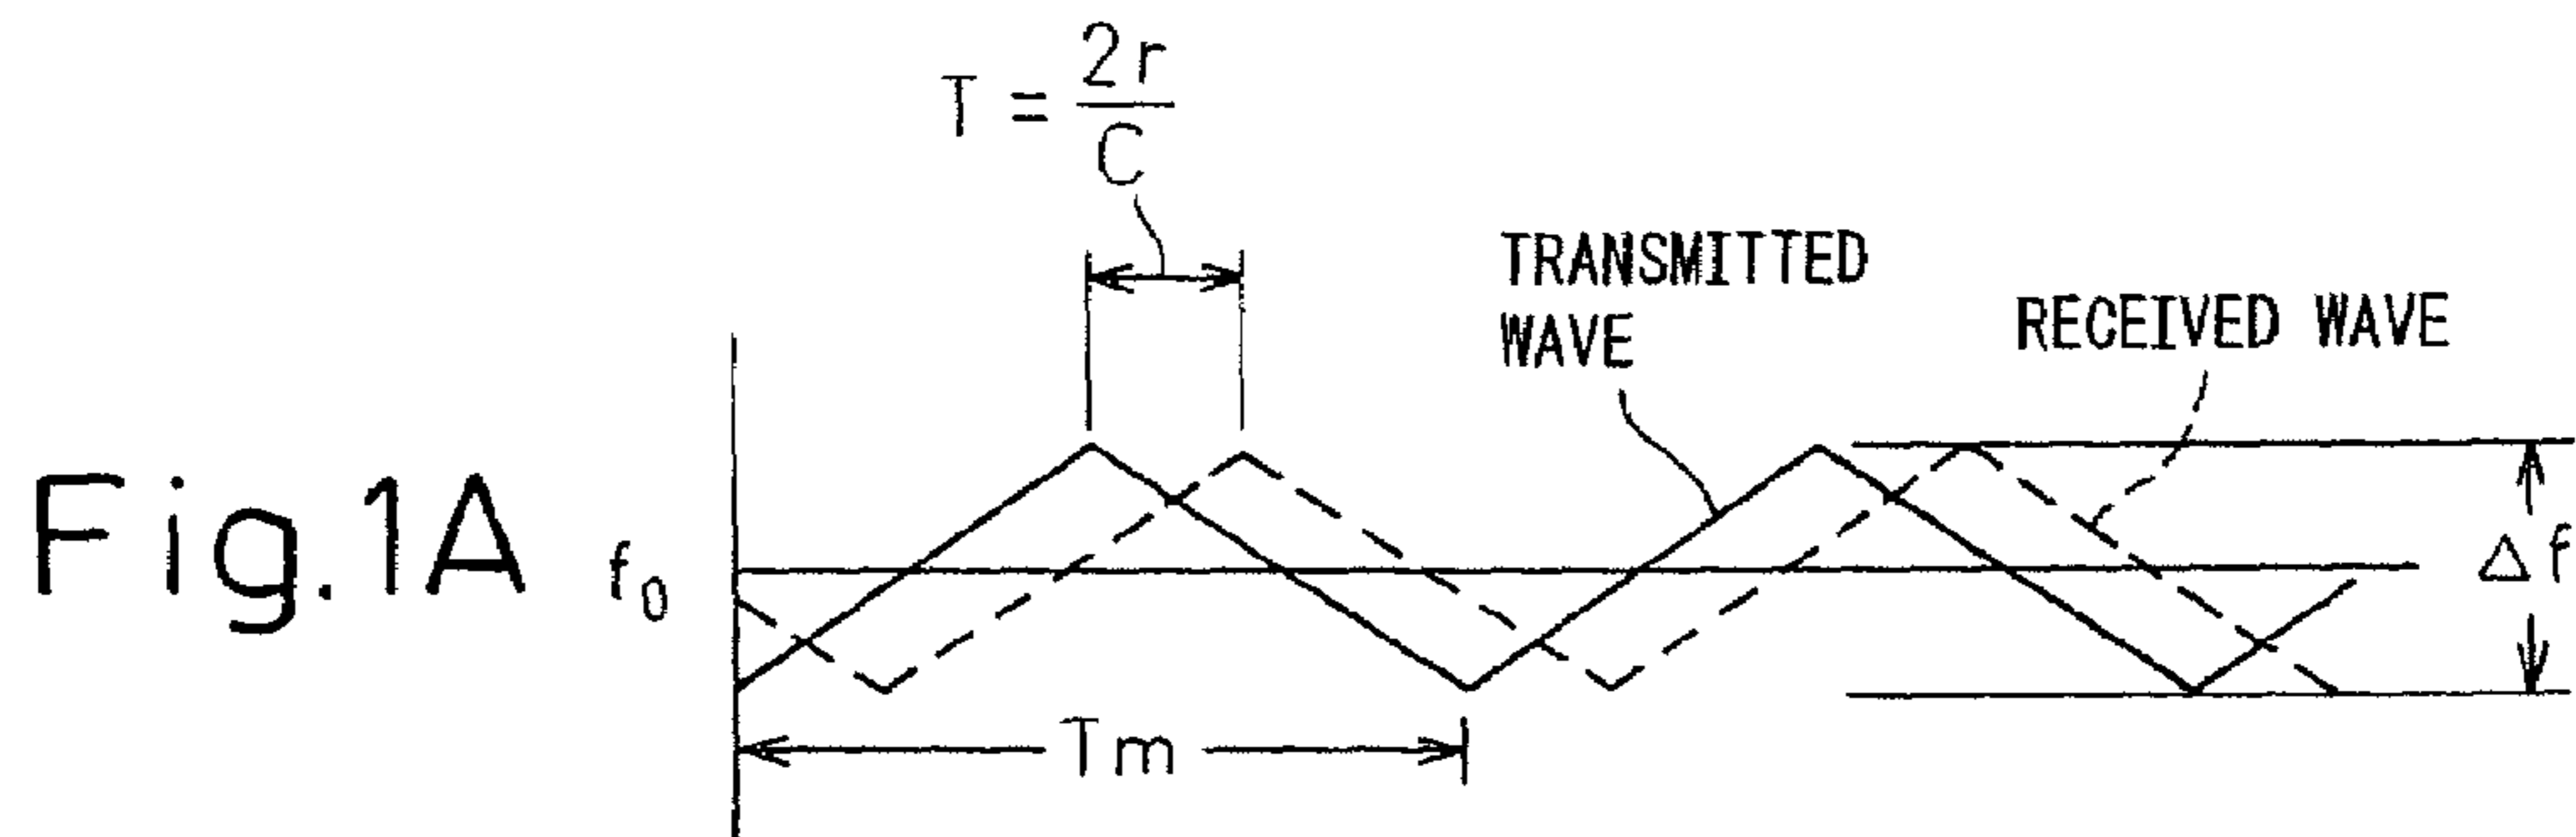 T = 2r/C
TRANSMITTED
WAVE
RECEIVED WAVE
Fig.1A
f₀
Δf
Tm